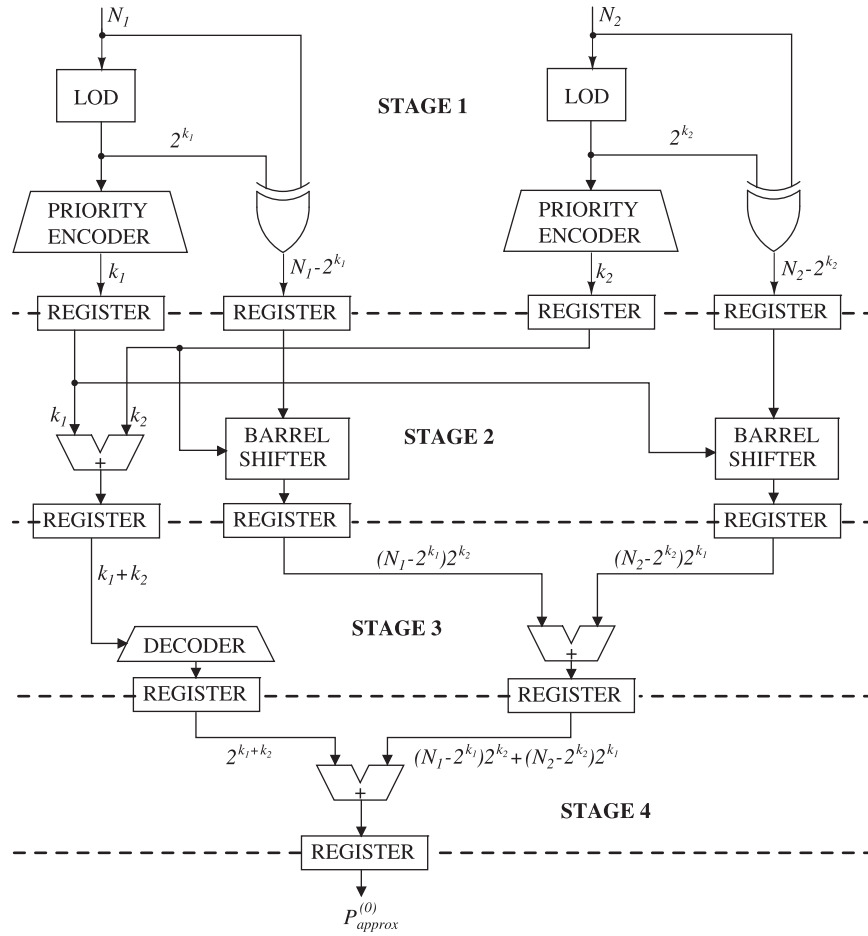 N₁ N₂
LOD LOD
STAGE 1
2^{k₁} 2^{k₂}
PRIORITY ENCODER
PRIORITY ENCODER
k₁ N₁-2^{k₁} k₂ N₂-2^{k₂}
REGISTER REGISTER REGISTER REGISTER
k₁ k₂
+
BARREL SHIFTER
STAGE 2
BARREL SHIFTER
REGISTER REGISTER REGISTER
k₁+k₂
(N₁-2^{k₁})2^{k₂} (N₂-2^{k₂})2^{k₁}
STAGE 3
DECODER
+
REGISTER REGISTER
2^{k₁+k₂} (N₁-2^{k₁})2^{k₂}+(N₂-2^{k₂})2^{k₁}
+
STAGE 4
REGISTER
P_{approx}^{(0)}